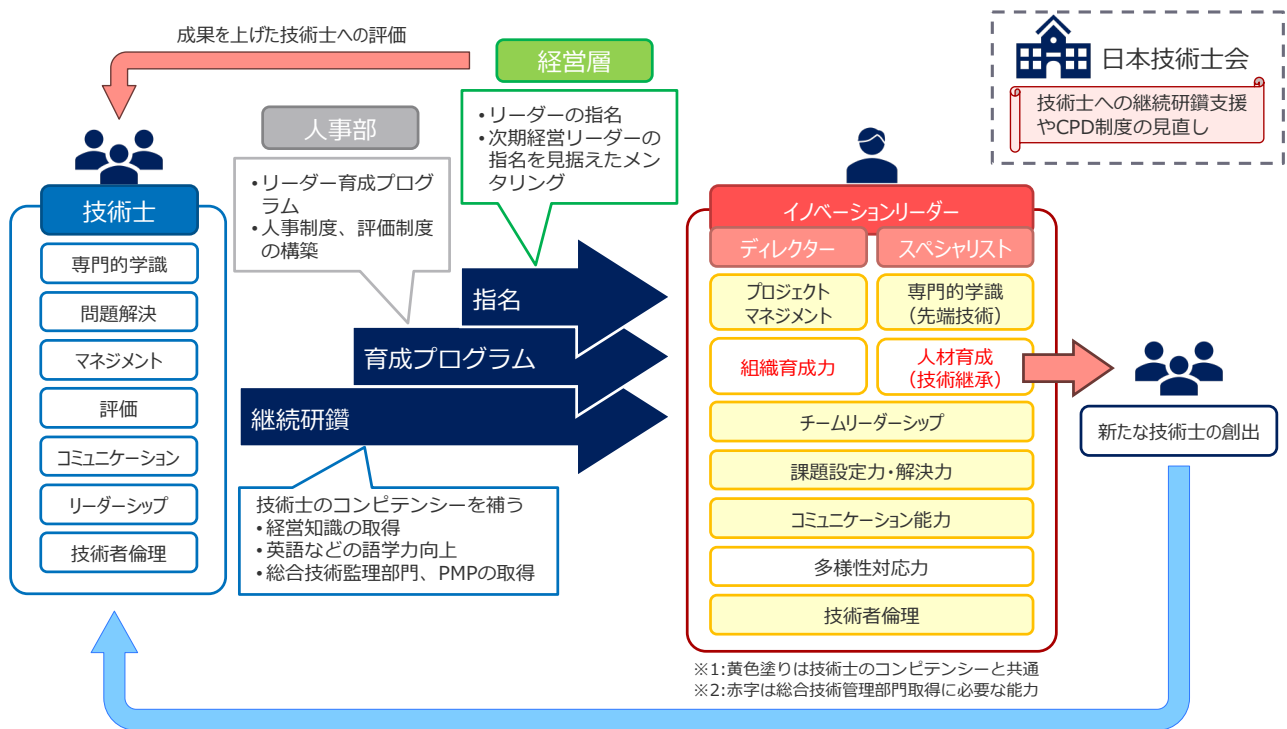 成果を上げた技術士への評価
経営層
・リーダーの指名
・次期経営リーダーの
指名を見据えたメン
タリング
日本技術士会
技術士への継続研鑽支援
やCPD制度の見直し
人事部
・リーダー育成プログ
ラム
・人事制度、評価制度
の構築
技術士
専門的学識
問題解決
マネジメント
評価
コミュニケーション
リーダーシップ
技術者倫理
指名
育成プログラム
継続研鑽
技術士のコンピテンシーを補う
・経営知識の取得
・英語などの語学力向上
・総合技術監理部門、PMPの取得
イノベーションリーダー
ディレクター
スペシャリスト
プロジェクト
マネジメント
専門的学識
(先端技術)
組織育成力
人材育成
(技術継承)
チームリーダーシップ
課題設定力・解決力
コミュニケーション能力
多様性対応力
技術者倫理
新たな技術士の創出
※1:黄色塗りは技術士のコンピテンシーと共通
※2:赤字は総合技術管理部門取得に必要な能力